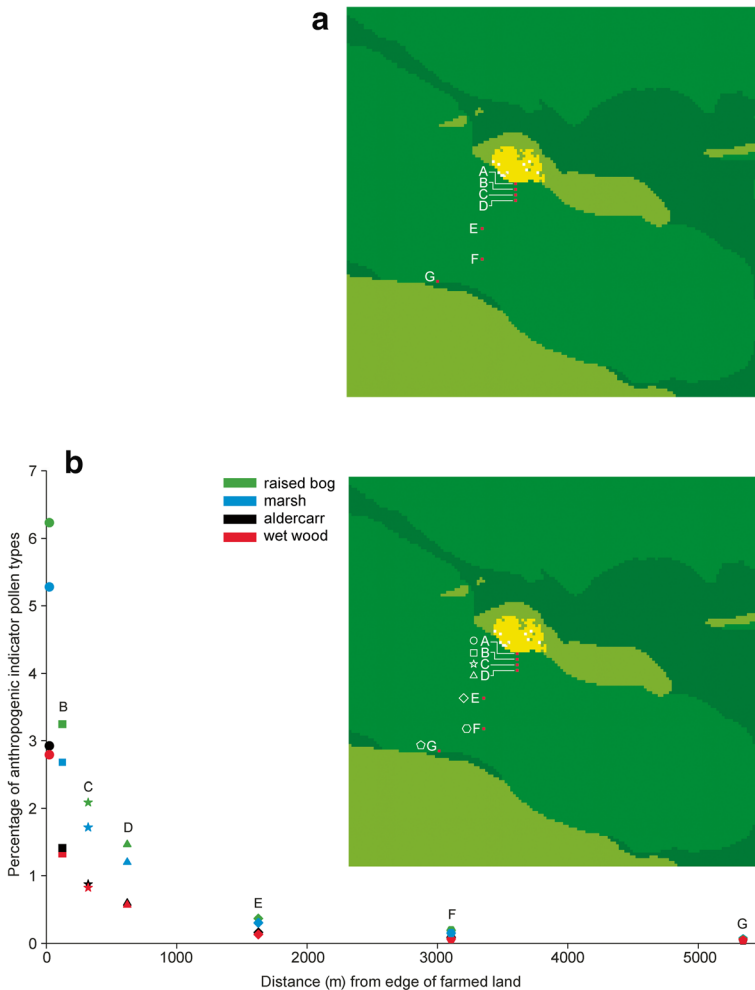 a
A
B
C
D
E
F
G
b
7
6
5
4
3
2
1
0
Percentage of anthropogenic indicator pollen types
raised bog
marsh
aldercarr
wet wood
B
C
D
E
F
G
A
B
C
D
E
F
G
0 1000 2000 3000 4000 5000
Distance (m) from edge of farmed land